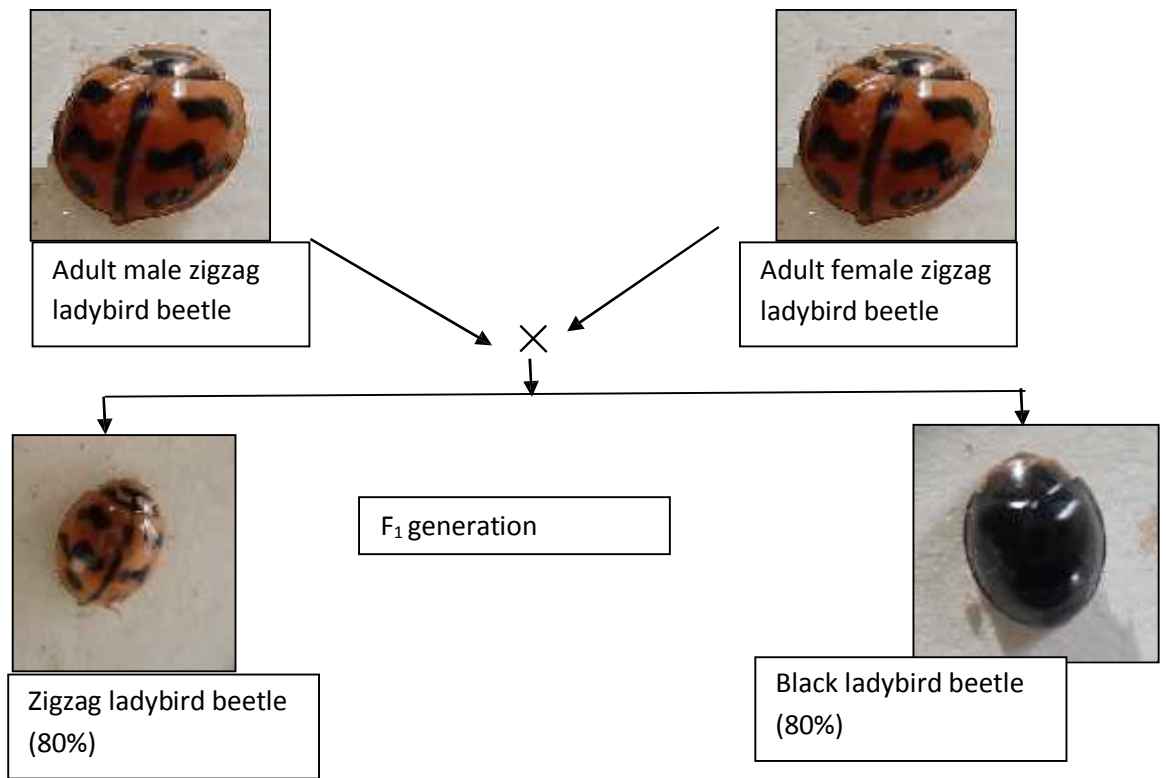 Adult male zigzag
ladybird beetle
Adult female zigzag
ladybird beetle
F₁ generation
Zigzag ladybird beetle
(80%)
Black ladybird beetle
(80%)